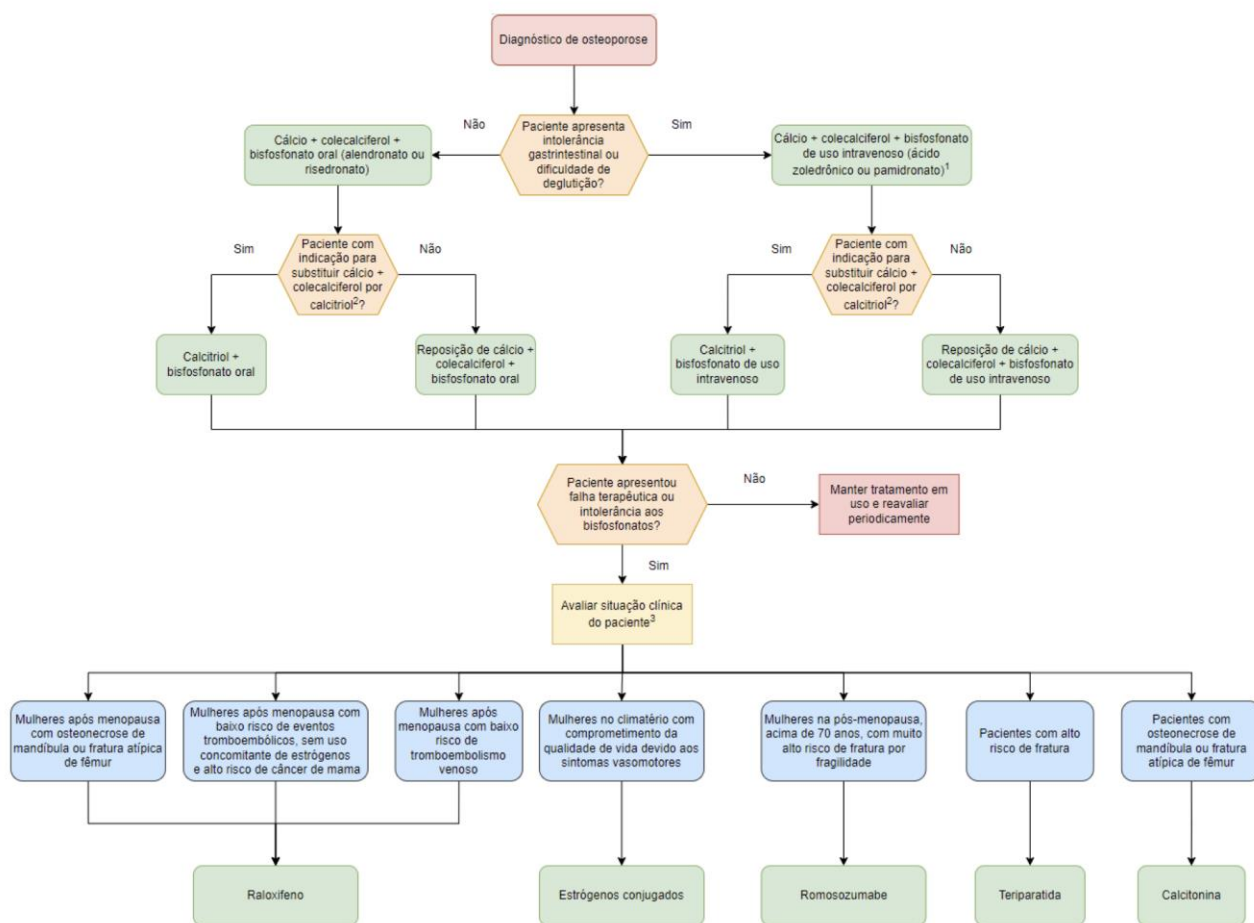 Diagnóstico de osteoporose
Não
Sim
Cálcio + colecalciferol +
bisfosfonato oral (alendronato ou
risedronato)
Paciente apresenta
intolerância
gastrintestinal ou
dificuldade de
deglutição?
Cálcio + colecalciferol + bisfosfonato
de uso intravenoso (ácido
zoledrônico ou pamidronato)¹
Sim
Paciente com
indicação para
substituir cálcio +
colecalciferol por
calcitriol²?
Não
Sim
Paciente com
indicação para
substituir cálcio +
colecalciferol por
calcitriol²?
Não
Calcitriol +
bisfosfonato oral
Reposição de cálcio +
colecalciferol +
bisfosfonato oral
Calcitriol +
bisfosfonato de uso
intravenoso
Reposição de cálcio +
colecalciferol + bisfosfonato
de uso intravenoso
Paciente apresentou
falha terapêutica ou
intolerância aos
bisfosfonatos?
Não
Manter tratamento em
uso e reavaliar
periodicamente
Sim
Avaliar situação clínica
do paciente³
Mulheres após menopausa
com osteonecrose de
mandíbula ou fratura atípica
de fêmur
Mulheres após menopausa com
baixo risco de eventos
tromboembólicos, sem uso
concomitante de estrógenos
e alto risco de câncer de mama
Mulheres após
menopausa com baixo
risco de
tromboembolismo
venoso
Mulheres no climatério com
comprometimento da
qualidade de vida devido aos
sintomas vasomotores
Mulheres na pós-menopausa,
acima de 70 anos, com muito
alto risco de fratura por
fragilidade
Pacientes com alto
risco de fratura
Pacientes com
osteonecrose de
mandíbula ou fratura
atípica de fêmur
Raloxifeno
Estrógenos conjugados
Romosozumabe
Teriparatida
Calcitonina